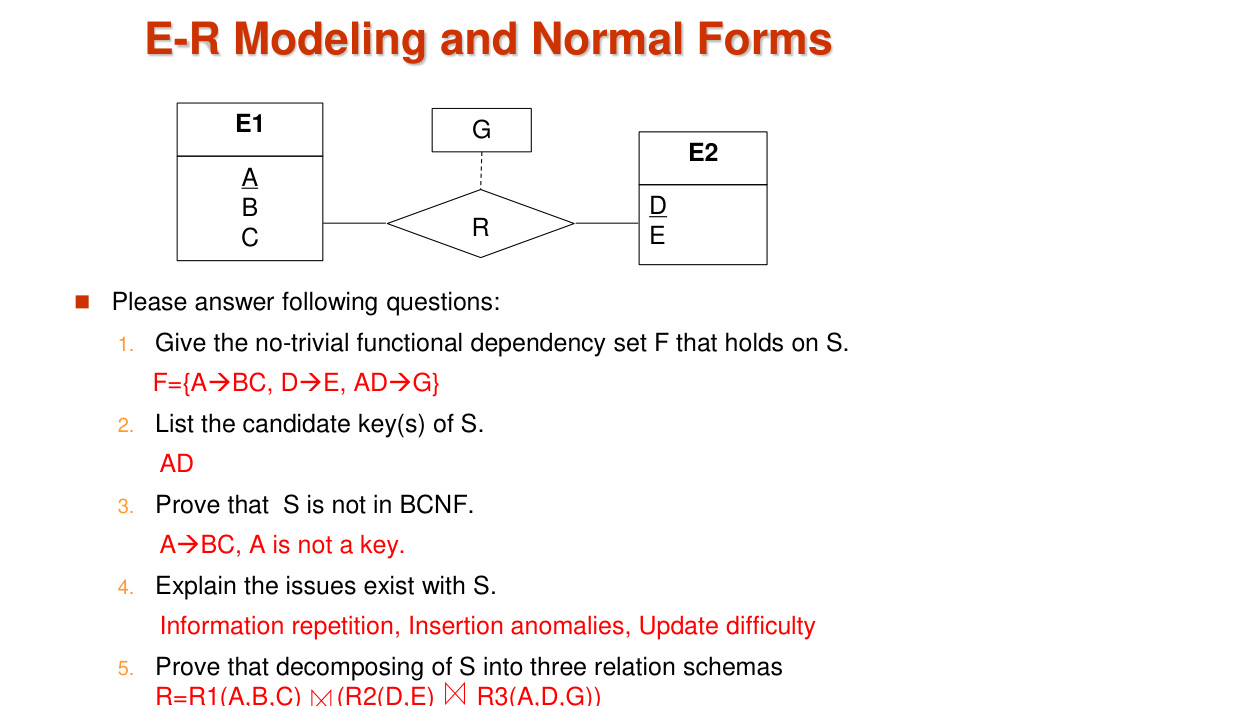 E-R Modeling and Normal Forms
E1
G
E2
A
B
C
R
D
E
Please answer following questions:
1. Give the no-trivial functional dependency set F that holds on S.
F={A→BC, D→E, AD→G}
2. List the candidate key(s) of S.
AD
3. Prove that S is not in BCNF.
A→BC, A is not a key.
4. Explain the issues exist with S.
Information repetition, Insertion anomalies, Update difficulty
5. Prove that decomposing of S into three relation schemas
R=R1(A,B,C) ⋈ (R2(D,E) ⋈ R3(A,D,G))